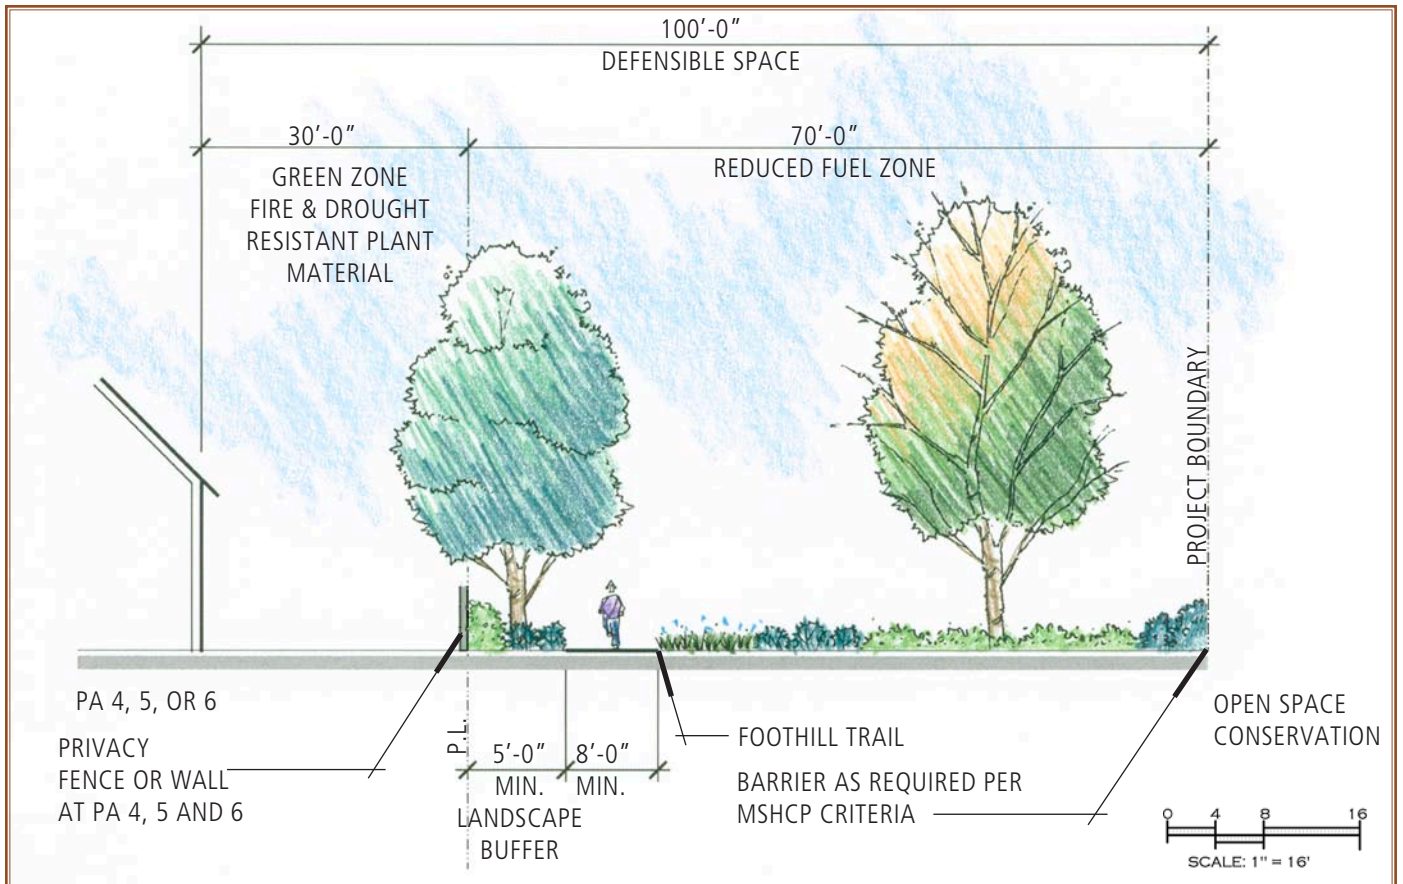 100'-0"
DEFENSIBLE SPACE
30'-0"
GREEN ZONE
FIRE & DROUGHT
RESISTANT PLANT
MATERIAL
70'-0"
REDUCED FUEL ZONE
PROJECT BOUNDARY
PA 4, 5, OR 6
PRIVACY
FENCE OR WALL
AT PA 4, 5 AND 6
P.L.
5'-0"
MIN.
LANDSCAPE
BUFFER
8'-0"
MIN.
FOOTHILL TRAIL
BARRIER AS REQUIRED PER
MSHCP CRITERIA
OPEN SPACE
CONSERVATION
0 4 8 16
SCALE: 1" = 16'